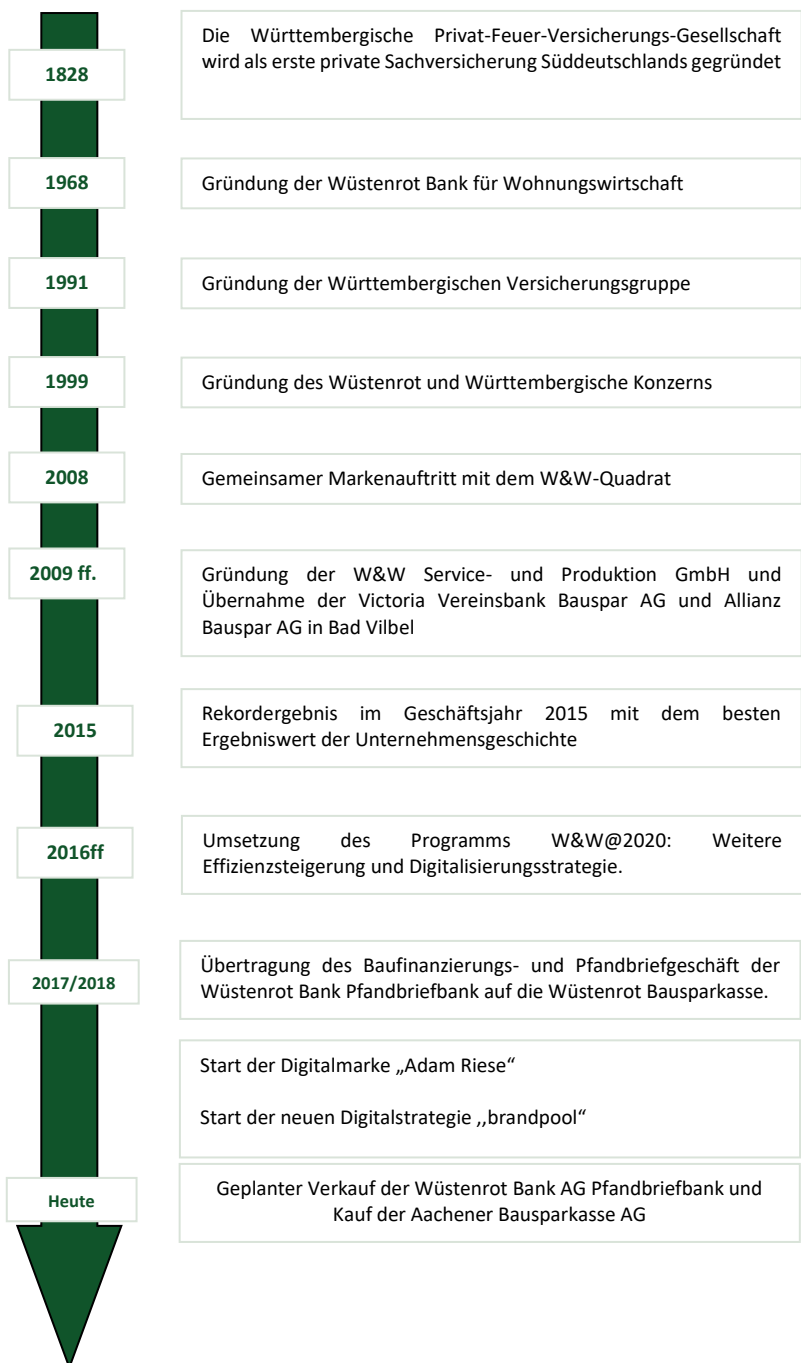 1828
Die Württembergische Privat-Feuer-Versicherungs-Gesellschaft
wird als erste private Sachversicherung Süddeutschlands gegründet
1968
Gründung der Wüstenrot Bank für Wohnungswirtschaft
1991
Gründung der Württembergischen Versicherungsgruppe
1999
Gründung des Wüstenrot und Württembergische Konzerns
2008
Gemeinsamer Markenauftritt mit dem W&W-Quadrat
2009 ff.
Gründung der W&W Service- und Produktion GmbH und
Übernahme der Victoria Vereinsbank Bauspar AG und Allianz
Bauspar AG in Bad Vilbel
2015
Rekordergebnis im Geschäftsjahr 2015 mit dem besten
Ergebniswert der Unternehmensgeschichte
2016ff
Umsetzung des Programms W&W@2020: Weitere
Effizienzsteigerung und Digitalisierungsstrategie.
2017/2018
Übertragung des Baufinanzierungs- und Pfandbriefgeschäft der
Wüstenrot Bank Pfandbriefbank auf die Wüstenrot Bausparkasse.
Start der Digitalmarke „Adam Riese“
Start der neuen Digitalstrategie ,,brandpool“
Heute
Geplanter Verkauf der Wüstenrot Bank AG Pfandbriefbank und
Kauf der Aachener Bausparkasse AG